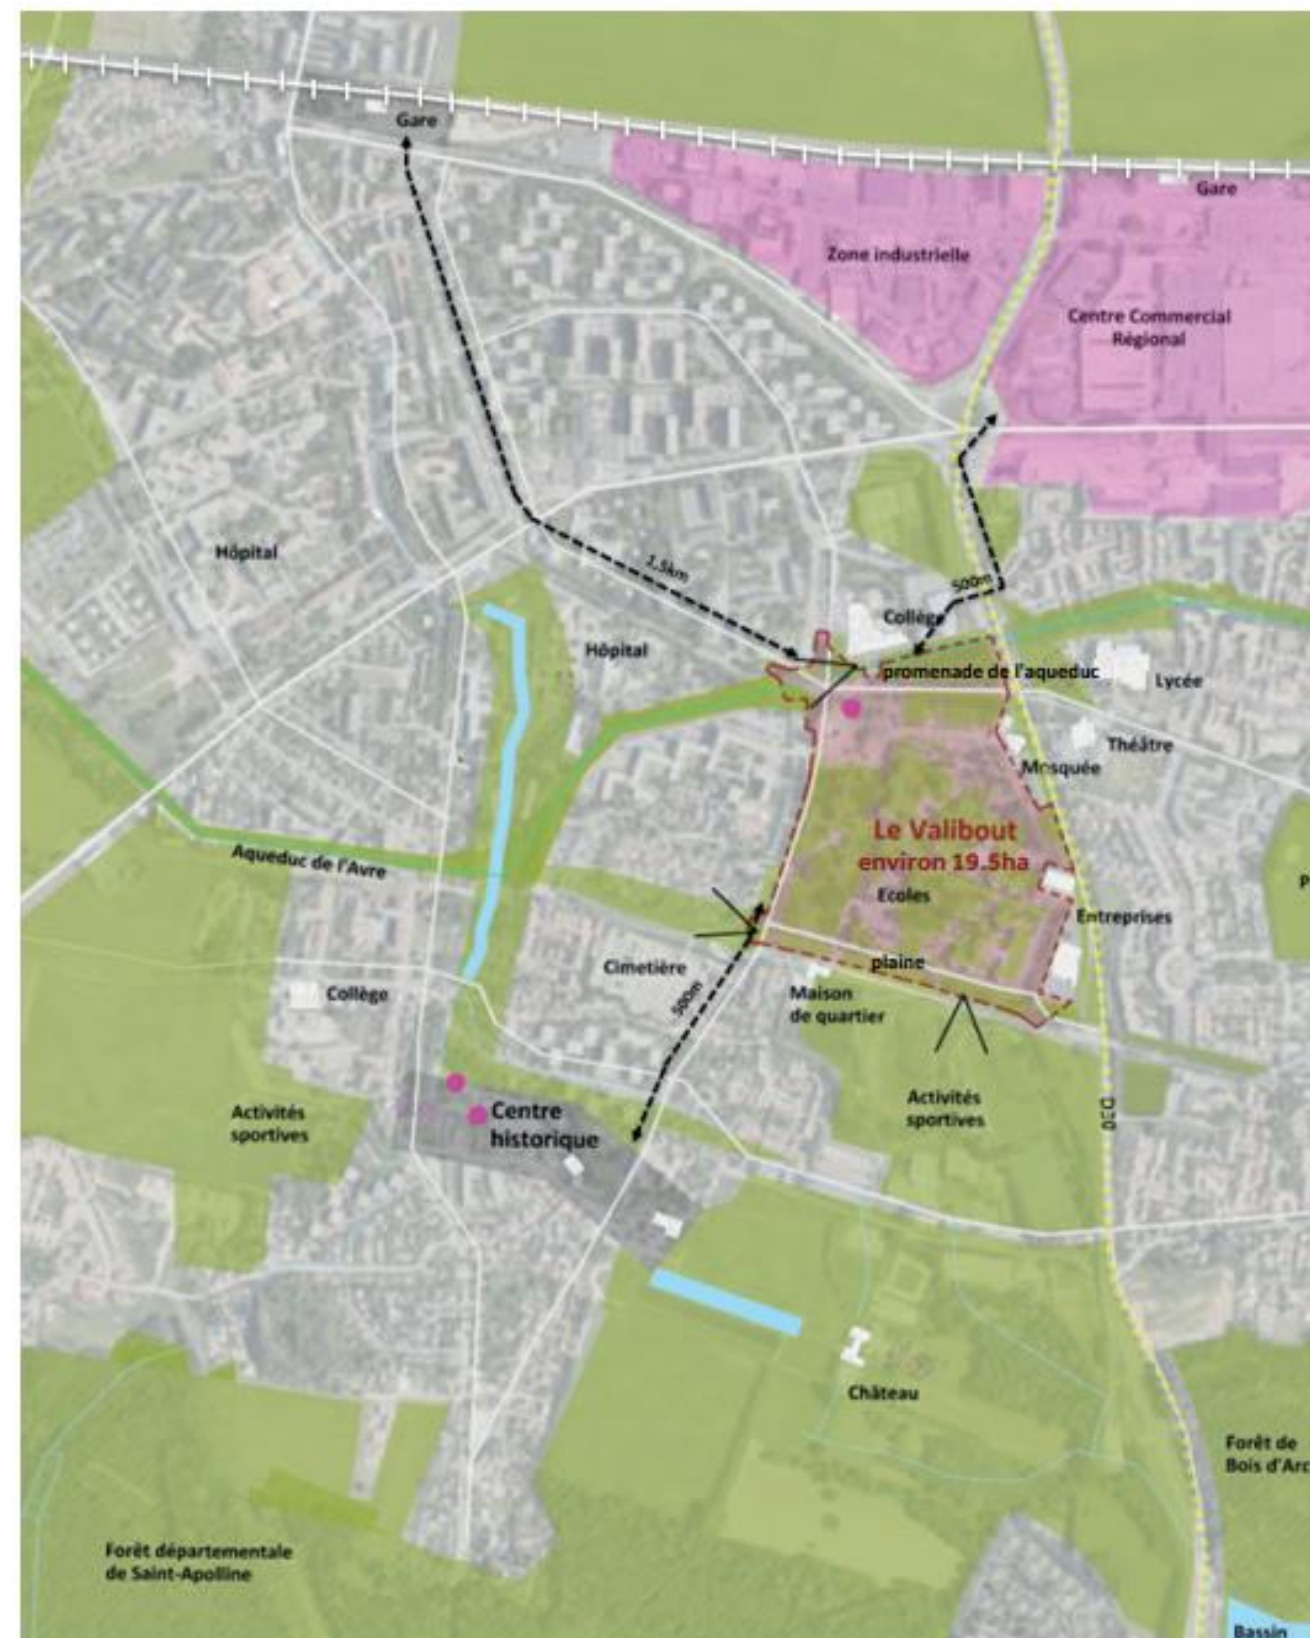 Gare
Gare
Zone industrielle
Centre Commercial
Régional
Hôpital
1,5km
500m
Collège
Hôpital
promenade de l'aqueduc
Lycée
Théâtre
Mosquée
Le Valibout
environ 19.5ha
Aqueduc de l'Avre
Ecoles
P
Entreprises
plaine
Cimetière
Collège
500m
Maison
de quartier
Activités
sportives
Centre
historique
Activités
sportives
D30
Château
Forêt de
Bois d'Arc
Forêt départementale
de Saint-Apolline
Bassin